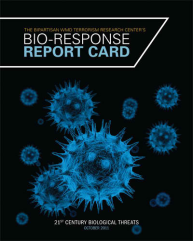 THE BIPARTISAN WMD TERRORISM RESEARCH CENTER'S
BIO-RESPONSE
REPORT CARD
21ST CENTURY BIOLOGICAL THREATS
OCTOBER 2011